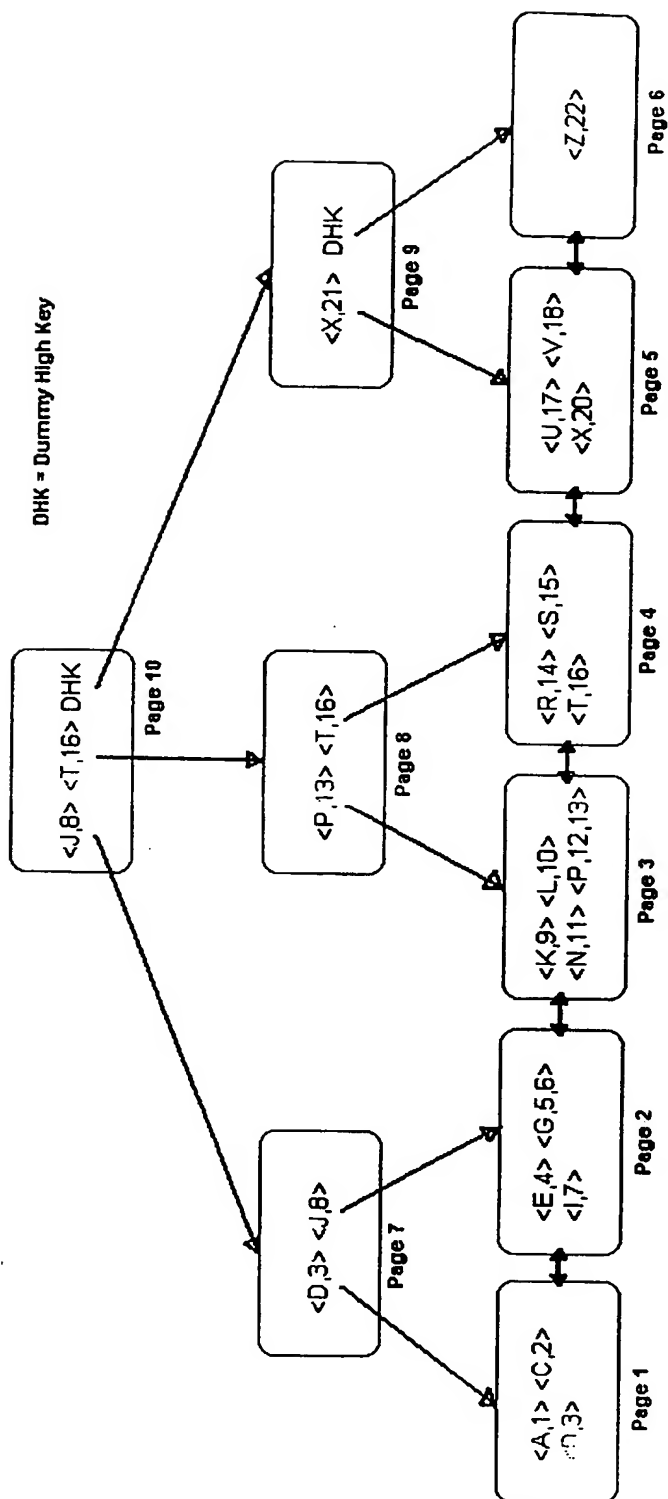 DHK = Dummy High Key
<J,8> <T,16> DHK
Page 10
<D,3> <J,8>
Page 7
<P,13> <T,16>
Page 8
<X,21> DHK
Page 9
<A,1> <C,2>
,3>
Page 1
<E,4> <G,5,6>
<I,7>
Page 2
<K,9> <L,10>
<N,11> <P,12,13>
Page 3
<R,14> <S,15>
<T,16>
Page 4
<U,17> <V,18>
<X,20>
Page 5
<Z,22>
Page 6